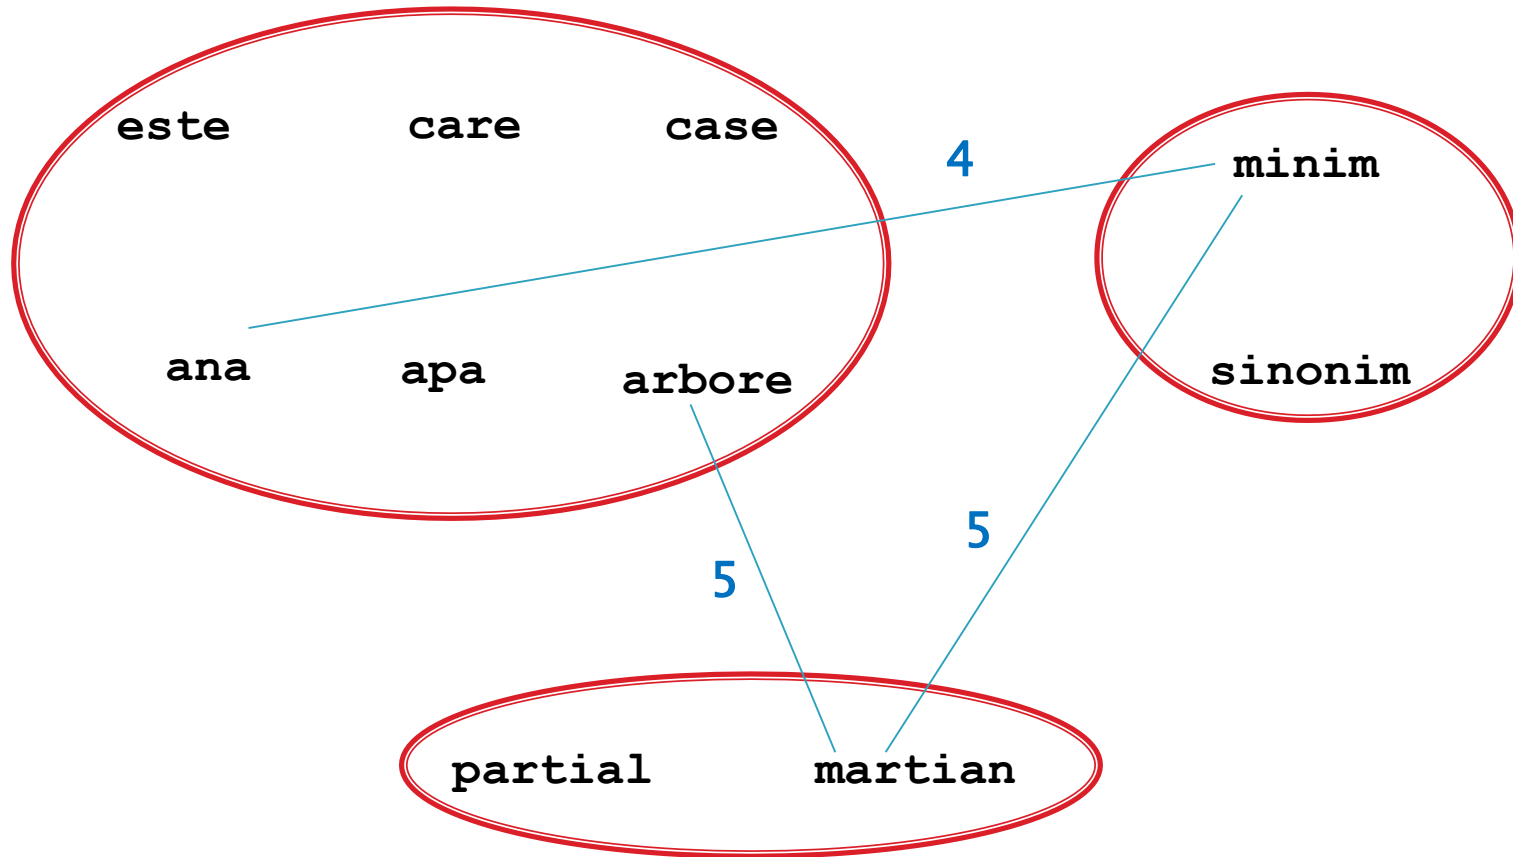 este care case
4
minim
ana apa arbore
sinonim
5
5
partial martian